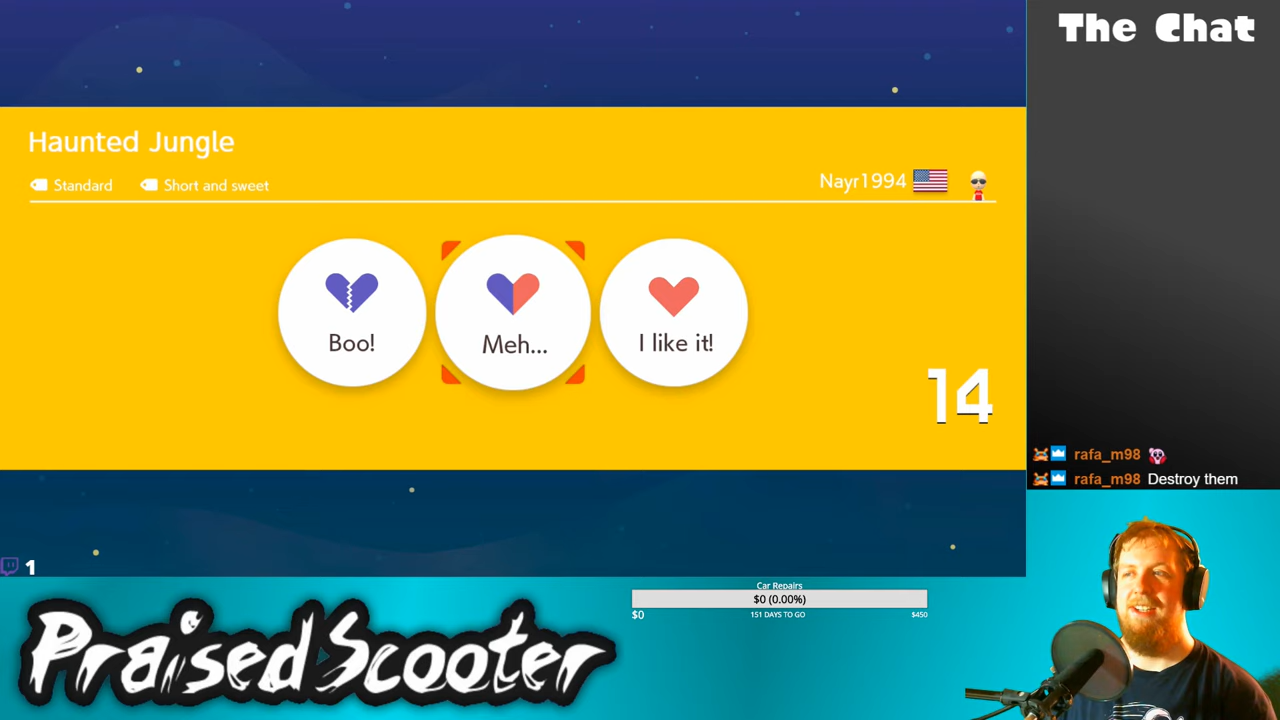 The Chat
Haunted Jungle
Standard
Short and sweet
Nayr1994
Boo!
Meh...
I like it!
14
rafa_m98
rafa_m98 Destroy them
1
Car Repairs
$0 (0.00%)
$0
151 DAYS TO GO
$450
PraisedScooter